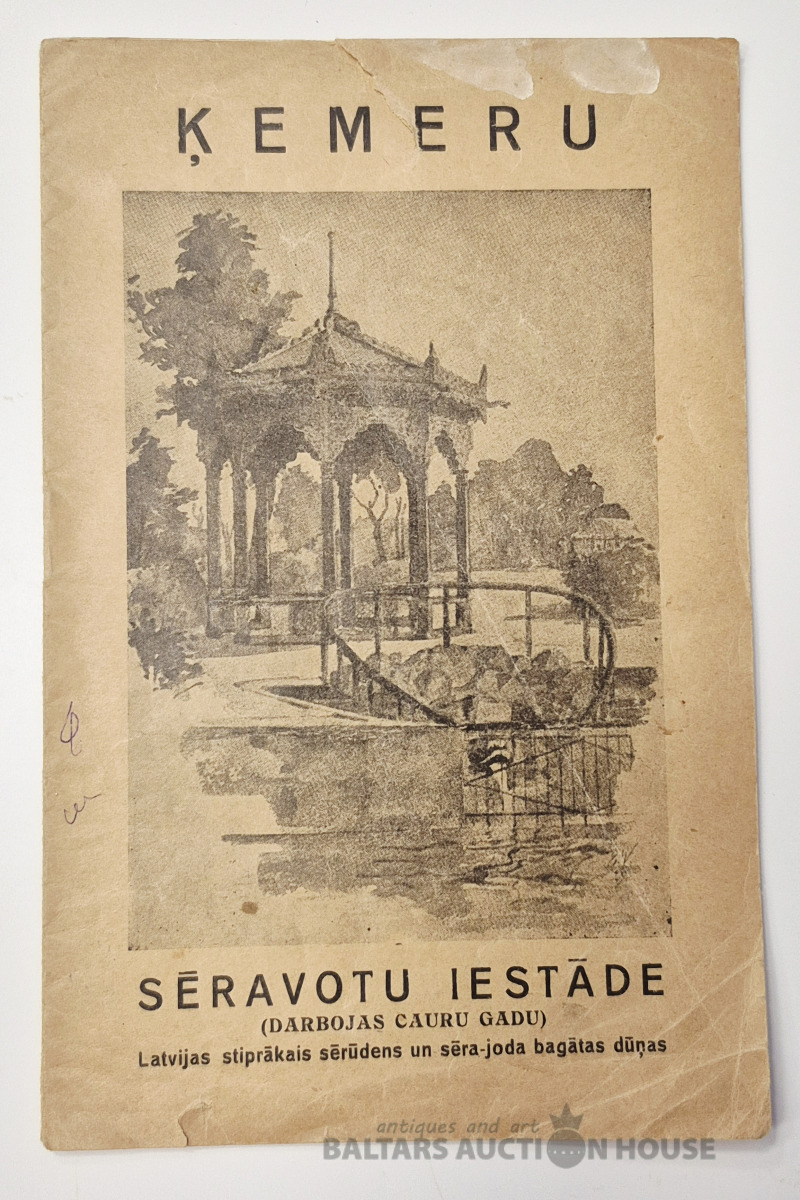 ĶEMERU
SĒRAVOTU IESTĀDE
(DARBOJAS CAURU GADU)
Latvijas stiprākais sērūdens un sēra-joda bagātas dūņas
antiques and art
BALTARS AUCTION HOUSE